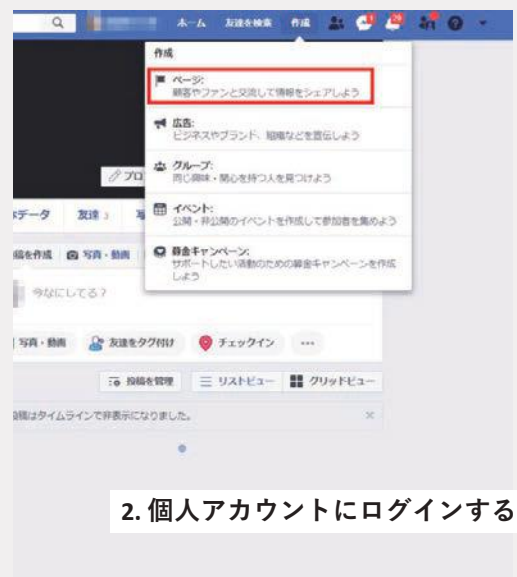 ホーム 友達を検索 作成
作成
ページ:
顧客やファンと交流して情報をシェアしよう
広告:
ビジネスやブランド、組織などを宣伝しよう
グループ:
同じ興味・関心を持つ人を見つけよう
イベント:
公開・非公開のイベントを作成して参加者を集めよう
募金キャンペーン:
サポートしたい活動のための募金キャンペーンを作成
しよう
プロ
データ 友達 3
を作成 写真・動画
今なにしてる?
写真・動画 友達をタグ付け チェックイン ...
投稿を管理 リストビュー グリッドビュー
投稿はタイムラインで非表示になりました。
2. 個人アカウントにログインする